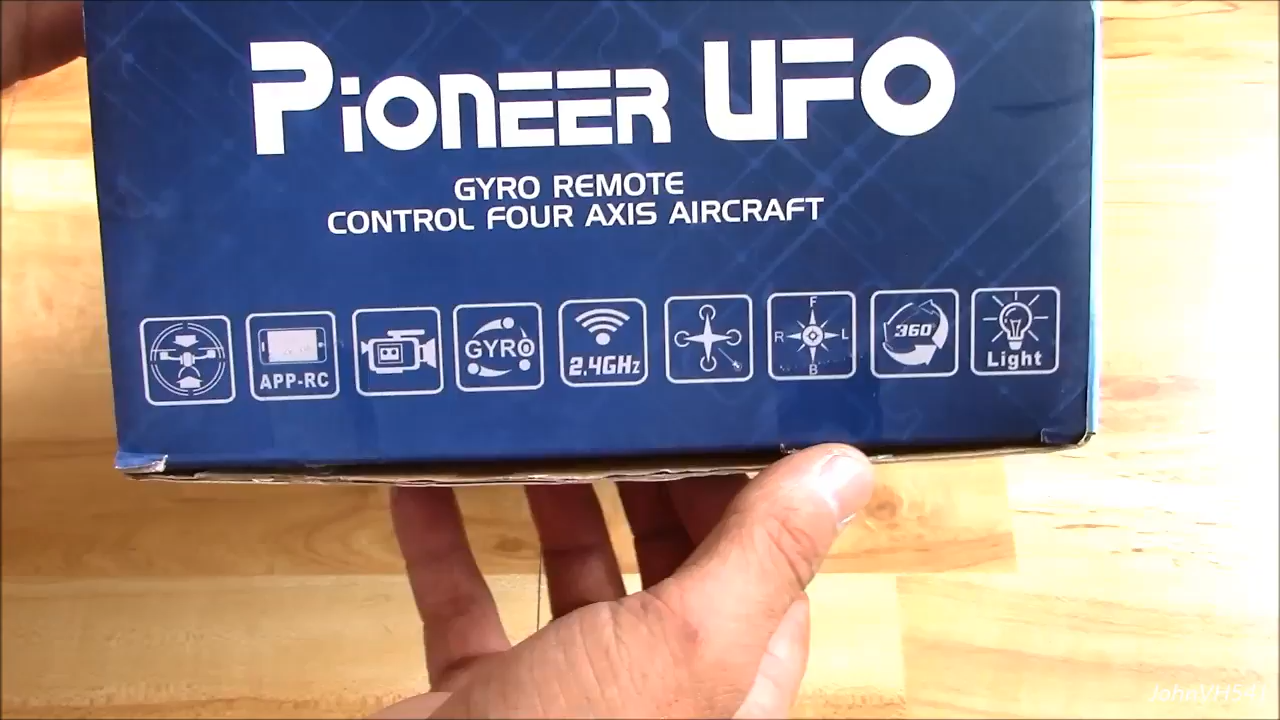 PIONEER UFO
GYRO REMOTE
CONTROL FOUR AXIS AIRCRAFT
APP-RC
GYRO
2.4GHz
F
R
L
B
360°
Light
JohnVH541